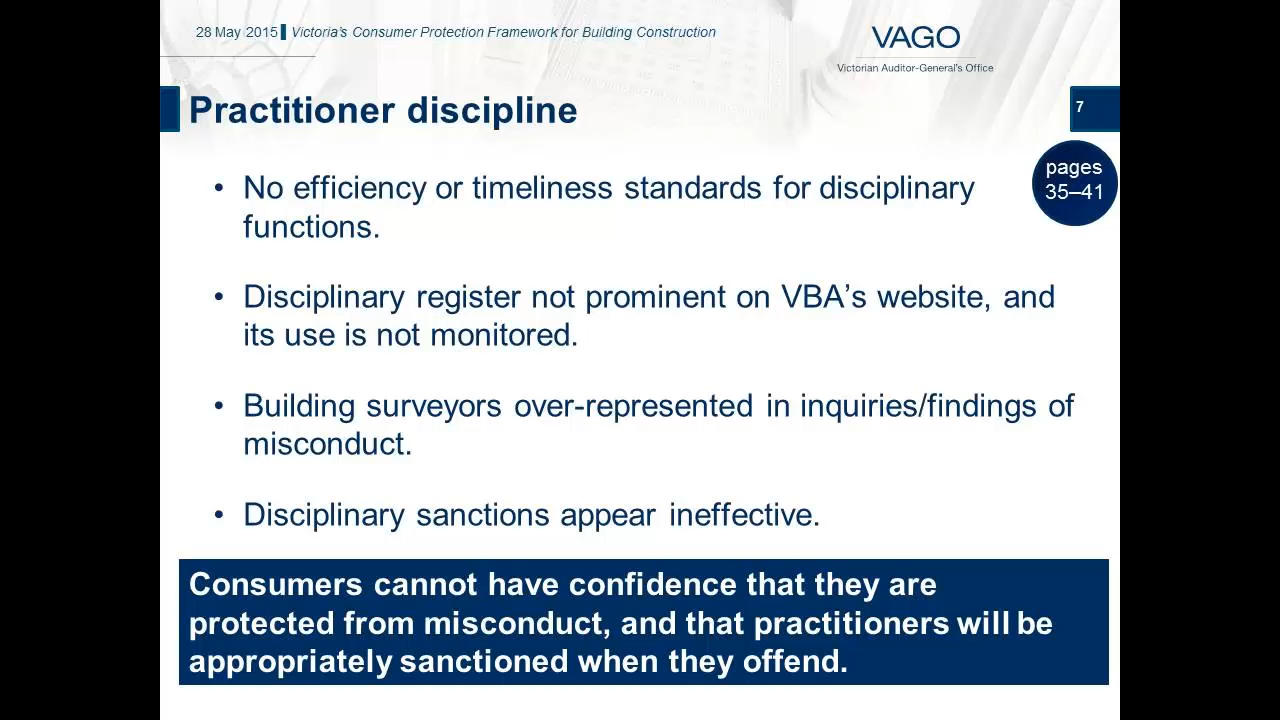 28 May 2015 Victoria's Consumer Protection Framework for Building Construction
VAGO
Victorian Auditor-General's Office
Practitioner discipline
7
pages
35–41
• No efficiency or timeliness standards for disciplinary
functions.
• Disciplinary register not prominent on VBA's website, and
its use is not monitored.
• Building surveyors over-represented in inquiries/findings of
misconduct.
• Disciplinary sanctions appear ineffective.
Consumers cannot have confidence that they are
protected from misconduct, and that practitioners will be
appropriately sanctioned when they offend.